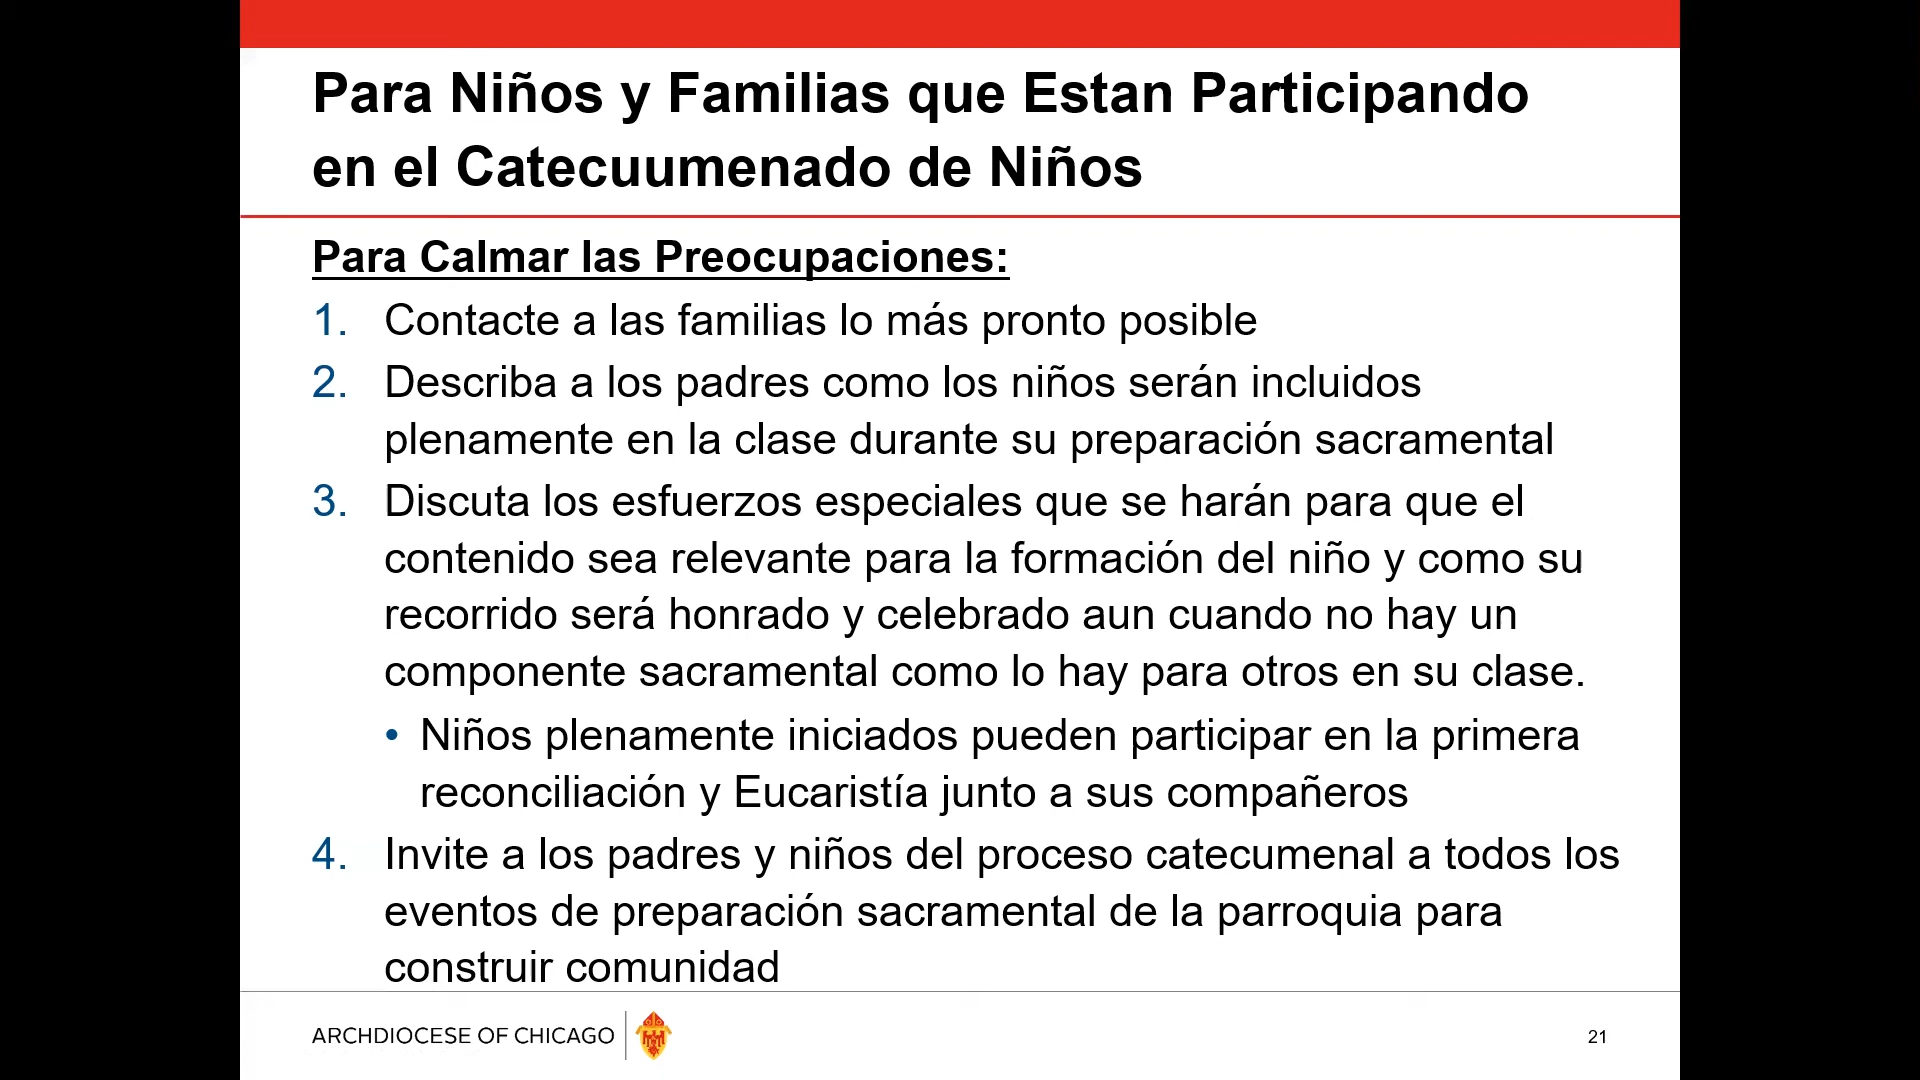 Para Niños y Familias que Estan Participando
en el Catecuumenado de Niños
Para Calmar las Preocupaciones:
1. Contacte a las familias lo más pronto posible
2. Describa a los padres como los niños serán incluidos
plenamente en la clase durante su preparación sacramental
3. Discuta los esfuerzos especiales que se harán para que el
contenido sea relevante para la formación del niño y como su
recorrido será honrado y celebrado aun cuando no hay un
componente sacramental como lo hay para otros en su clase.
• Niños plenamente iniciados pueden participar en la primera
reconciliación y Eucaristía junto a sus compañeros
4. Invite a los padres y niños del proceso catecumenal a todos los
eventos de preparación sacramental de la parroquia para
construir comunidad
ARCHDIOCESE OF CHICAGO
21